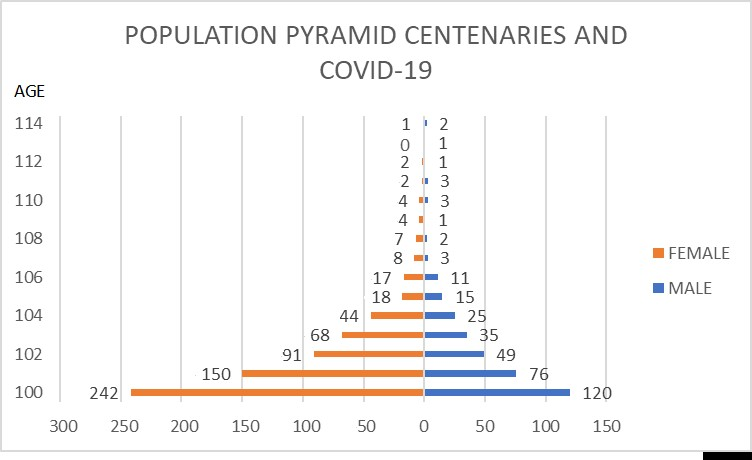 POPULATION PYRAMID CENTENARIES AND
COVID-19
AGE
114 1 2
0 1
112 2 1
2 3
110 4 3
4 1
108 7 2
8 3
FEMALE
106 17 11
MALE
18 15
104 44 25
68 35
102 91 49
150 76
100 242 120
300 250 200 150 100 50 0 50 100 150